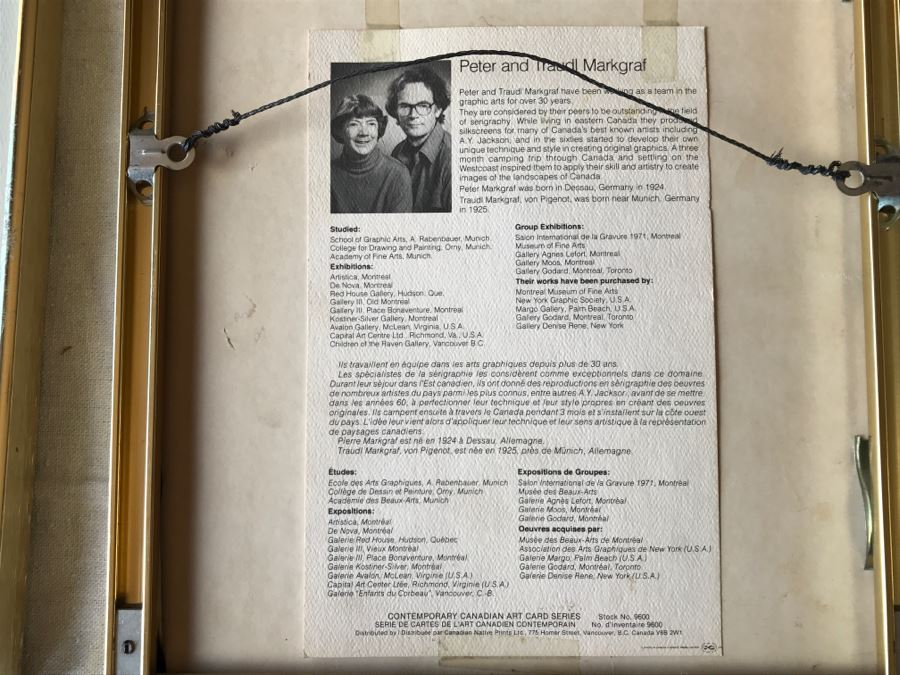 Peter and Traudl Markgraf
Peter and Traudl Markgraf have been working as a team in the
graphic arts for over 30 years.
They are considered by their peers to be outstanding in the field
of serigraphy. While living in eastern Canada they produced
silkscreens for many of Canada's best known artists including
A.Y. Jackson, and in the sixties started to develop their own
unique technique and style in creating original graphics. A three
month camping trip through Canada and settling on the
Westcoast inspired them to apply their skill and artistry to create
images of the landscapes of Canada.
Peter Markgraf was born in Dessau, Germany in 1924.
Traudl Markgraf, von Pigenot, was born near Munich, Germany
in 1925.
Studied:
School of Graphic Arts, A. Rabenbauer, Munich.
College for Drawing and Painting, Orny, Munich.
Academy of Fine Arts, Munich.
Exhibitions:
Artistica, Montreal
De Nova, Montreal
Red House Gallery, Hudson, Que.
Gallery III, Old Montreal
Gallery III, Place Bonaventure, Montreal
Kostiner-Silver Gallery, Montreal
Avalon Gallery, McLean, Virginia, U.S.A.
Capital Art Centre Ltd., Richmond, Va., U.S.A.
Children of the Raven Gallery, Vancouver B.C.
Group Exhibitions:
Salon International de la Gravure 1971, Montreal
Museum of Fine Arts
Gallery Agnes Lefort, Montreal
Gallery Moos, Montreal
Gallery Godard, Montreal, Toronto
Their works have been purchased by:
Montreal Museum of Fine Arts
New York Graphic Society, U.S.A.
Margo Gallery, Palm Beach, U.S.A.
Gallery Godard, Montreal, Toronto
Gallery Denise Rene, New York
Ils travaillent en équipe dans les arts graphiques depuis plus de 30 ans.
Les spécialistes de la sérigraphie les considèrent comme exceptionnels dans ce domaine.
Durant leur séjour dans l'Est canadien, ils ont donné des reproductions en sérigraphie des oeuvres
de nombreux artistes du pays parmi les plus connus, entre autres A.Y. Jackson, avant de se mettre,
dans les années 60, à perfectionner leur technique et leur style propres en créant des oeuvres
originales. Ils campent ensuite à travers le Canada pendant 3 mois et s'installent sur la côte ouest
du pays. L'idée leur vient alors d'appliquer leur technique et leur sens artistique à la représentation
de paysages canadiens.
Pierre Markgraf est né en 1924 à Dessau, Allemagne.
Traudl Markgraf, von Pigenot, est née en 1925, près de Münich, Allemagne.
Études:
Ecole des Arts Graphiques, A. Rabenbauer, Munich
Collège de Dessin et Peinture, Orny, Munich
Académie des Beaux-Arts, Munich
Expositions:
Artistica, Montréal
De Nova, Montréal
Galerie Red House, Hudson, Québec
Galerie III, Vieux Montréal
Galerie III, Place Bonaventure, Montréal
Galerie Kostiner-Silver, Montréal
Galerie Avalon, McLean, Virginie (U.S.A.)
Capital Art Center Ltée, Richmond, Virginie (U.S.A.)
Galerie "Enfants du Corbeau", Vancouver, C.-B.
Expositions de Groupes:
Salon International de la Gravure 1971, Montréal
Musée des Beaux-Arts
Galerie Agnès Lefort, Montréal
Galerie Moos, Montréal
Galerie Godard, Montréal
Oeuvres acquises par:
Musée des Beaux-Arts de Montréal
Association des Arts Graphiques de New York (U.S.A.)
Galerie Margo, Palm Beach (U.S.A.)
Galerie Godard, Montréal, Toronto
Galerie Denise Rene, New York (U.S.A.)
CONTEMPORARY CANADIAN ART CARD SERIES Stock No. 9600
SERIE DE CARTES DE L'ART CANADIEN CONTEMPORAIN No. d'inventaire 9600
Distributed by / Distribuée par Canadian Native Prints Ltd., 775 Homer Street, Vancouver, B.C. Canada V6B 2W1